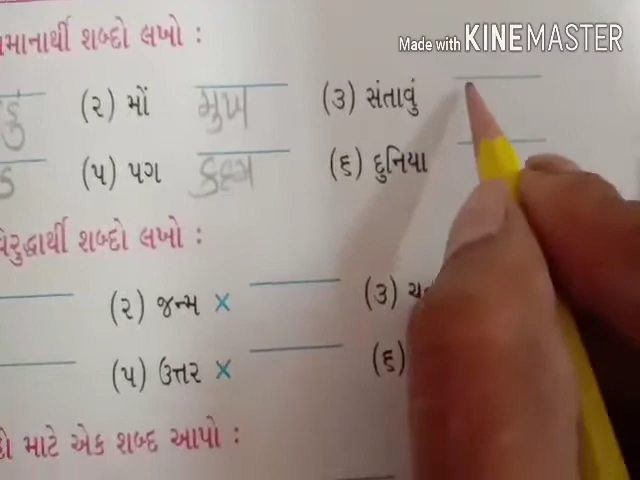 Made with KINEMASTER
માનાર્થી શબ્દો લખો :
(૨) મોં મુખ (૩) સંતાવું
(૫) પગ (૬) દુનિયા
વિરુદ્ધાર્થી શબ્દો લખો :
(૨) જન્મ × (૩)
(૫) ઉત્તર × (૬)
માટે એક શબ્દ આપો :